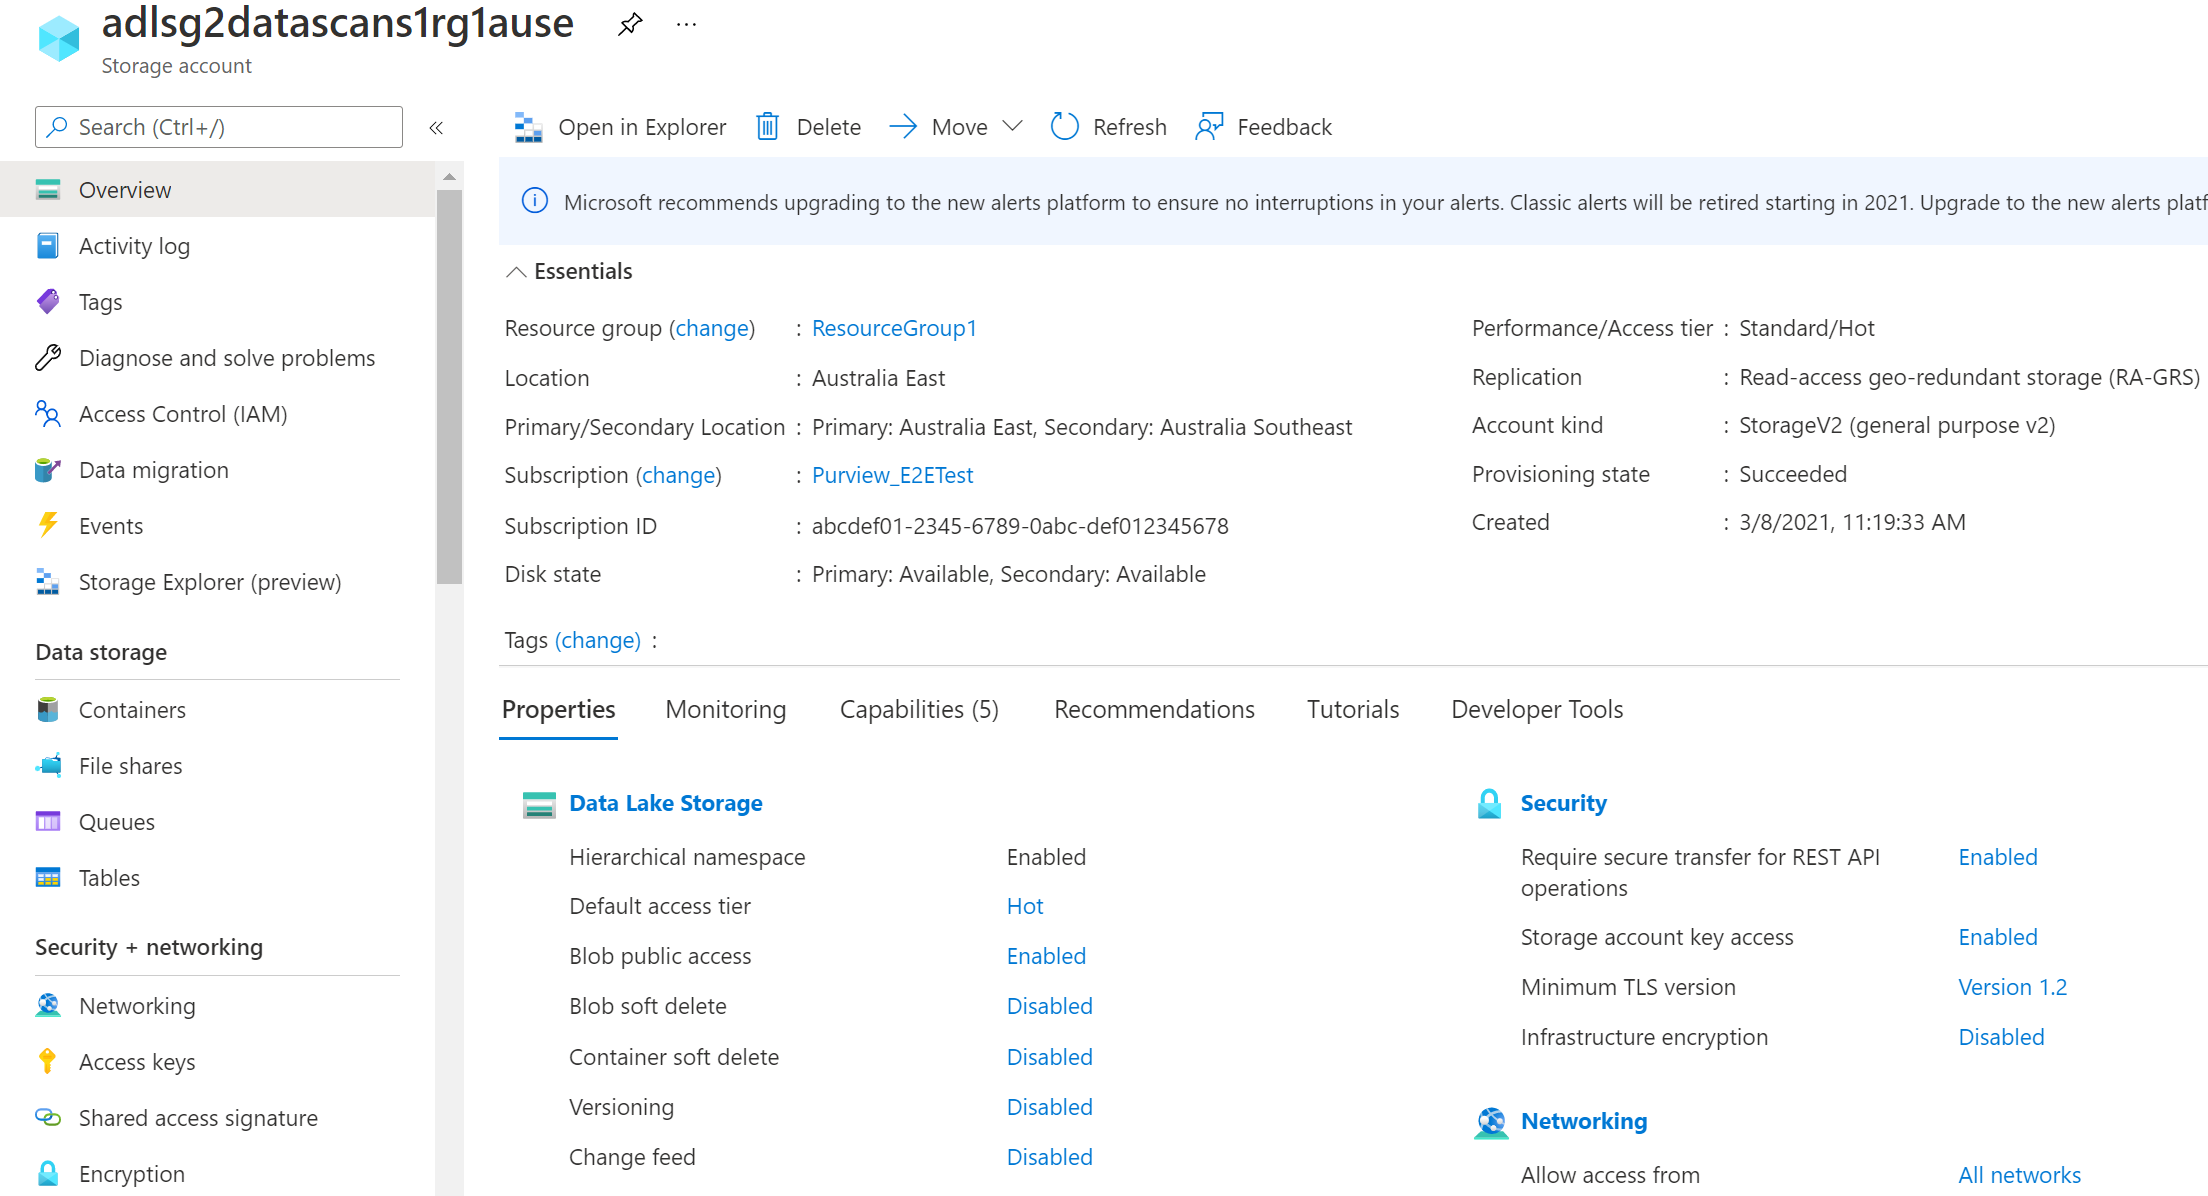 adlsg2datascans1rg1ause
Storage account
Search (Ctrl+/)
Overview
Activity log
Tags
Diagnose and solve problems
Access Control (IAM)
Data migration
Events
Storage Explorer (preview)
Data storage
Containers
File shares
Queues
Tables
Security + networking
Networking
Access keys
Shared access signature
Encryption
Open in Explorer Delete Move Refresh Feedback
Microsoft recommends upgrading to the new alerts platform to ensure no interruptions in your alerts. Classic alerts will be retired starting in 2021. Upgrade to the new alerts platf
Essentials
Resource group (change) : ResourceGroup1
Location : Australia East
Primary/Secondary Location : Primary: Australia East, Secondary: Australia Southeast
Subscription (change) : Purview_E2ETest
Subscription ID : abcdef01-2345-6789-0abc-def012345678
Disk state : Primary: Available, Secondary: Available
Performance/Access tier : Standard/Hot
Replication : Read-access geo-redundant storage (RA-GRS)
Account kind : StorageV2 (general purpose v2)
Provisioning state : Succeeded
Created : 3/8/2021, 11:19:33 AM
Tags (change) :
Properties Monitoring Capabilities (5) Recommendations Tutorials Developer Tools
Data Lake Storage
Hierarchical namespace Enabled
Default access tier Hot
Blob public access Enabled
Blob soft delete Disabled
Container soft delete Disabled
Versioning Disabled
Change feed Disabled
Security
Require secure transfer for REST API Enabled
operations
Storage account key access Enabled
Minimum TLS version Version 1.2
Infrastructure encryption Disabled
Networking
Allow access from All networks